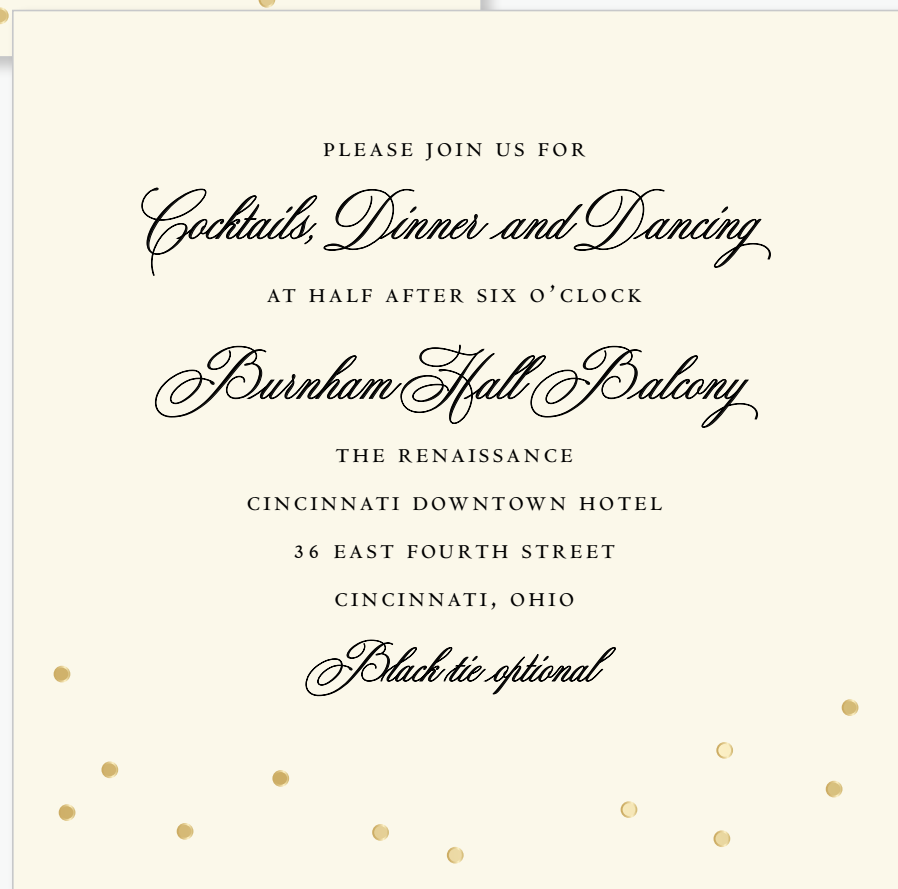 PLEASE JOIN US FOR
Cocktails, Dinner and Dancing
AT HALF AFTER SIX O’CLOCK
Burnham Hall Balcony
THE RENAISSANCE
CINCINNATI DOWNTOWN HOTEL
36 EAST FOURTH STREET
CINCINNATI, OHIO
Black tie optional